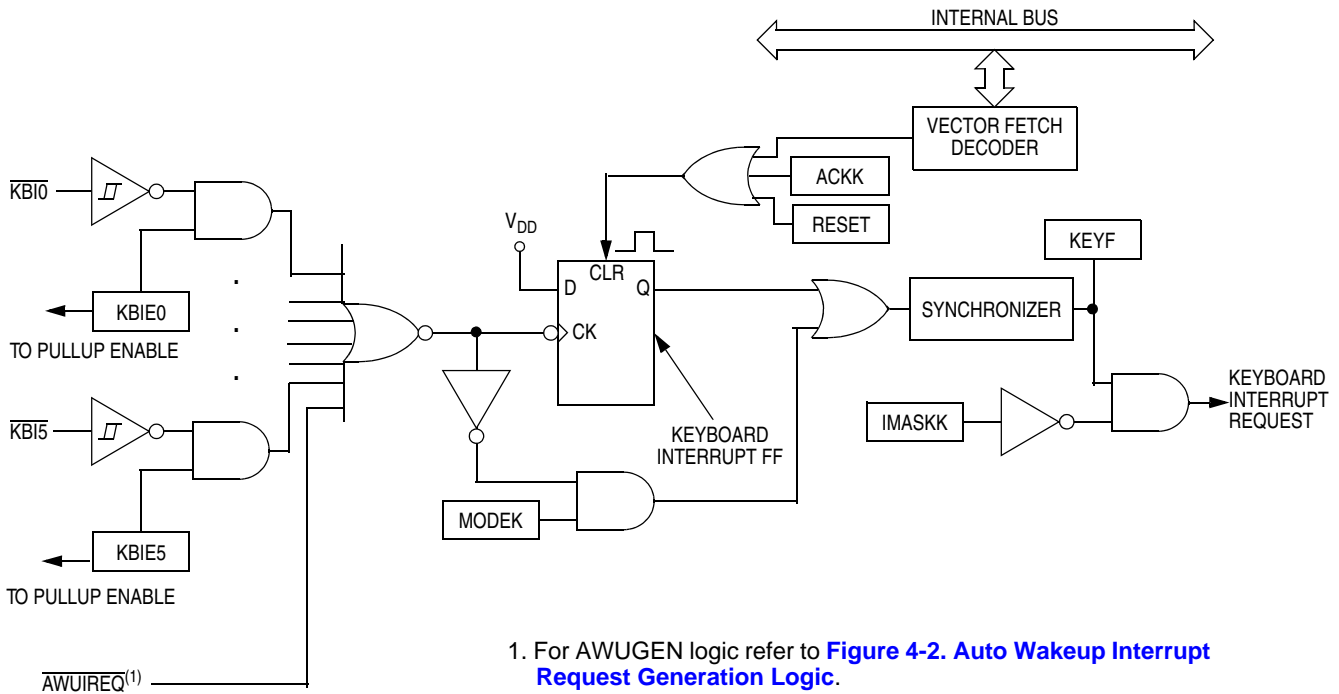 INTERNAL BUS
VECTOR FETCH
DECODER
ACKK
RESET
KBI0
VDD
KEYF
CLR
D
Q
CK
SYNCHRONIZER
KBIE0
TO PULLUP ENABLE
KEYBOARD
INTERRUPT
REQUEST
KBI5
IMASKK
KEYBOARD
INTERRUPT FF
MODEK
KBIE5
TO PULLUP ENABLE
AWUIREQ(1)
1. For AWUGEN logic refer to Figure 4-2. Auto Wakeup Interrupt
Request Generation Logic.